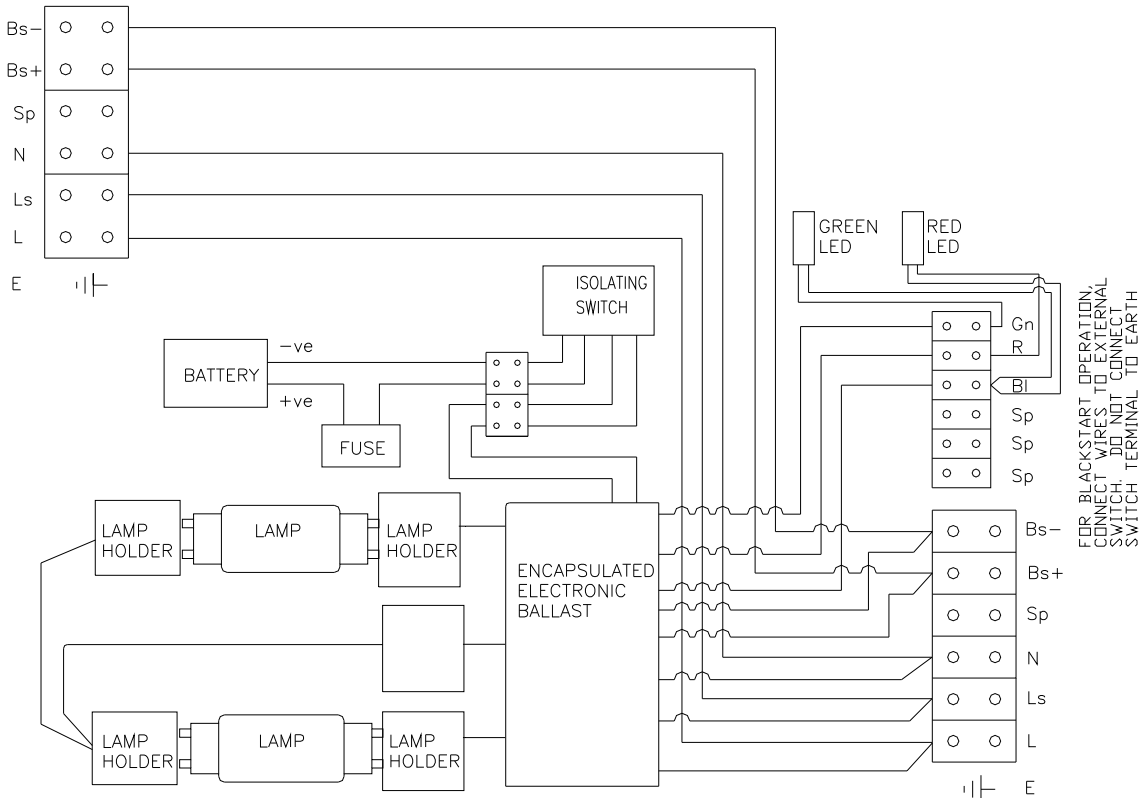 Bs-
Bs+
Sp
N
Ls
L
E
GREEN
LED
RED
LED
ISOLATING
SWITCH
BATTERY
-ve
+ve
FUSE
Gn
R
Bl
Sp
Sp
Sp
FOR BLACKSTART OPERATION,
CONNECT WIRES TO EXTERNAL
SWITCH. DO NOT CONNECT
SWITCH TERMINAL TO EARTH
LAMP
HOLDER
LAMP
LAMP
HOLDER
ENCAPSULATED
ELECTRONIC
BALLAST
LAMP
HOLDER
LAMP
LAMP
HOLDER
Bs-
Bs+
Sp
N
Ls
L
E